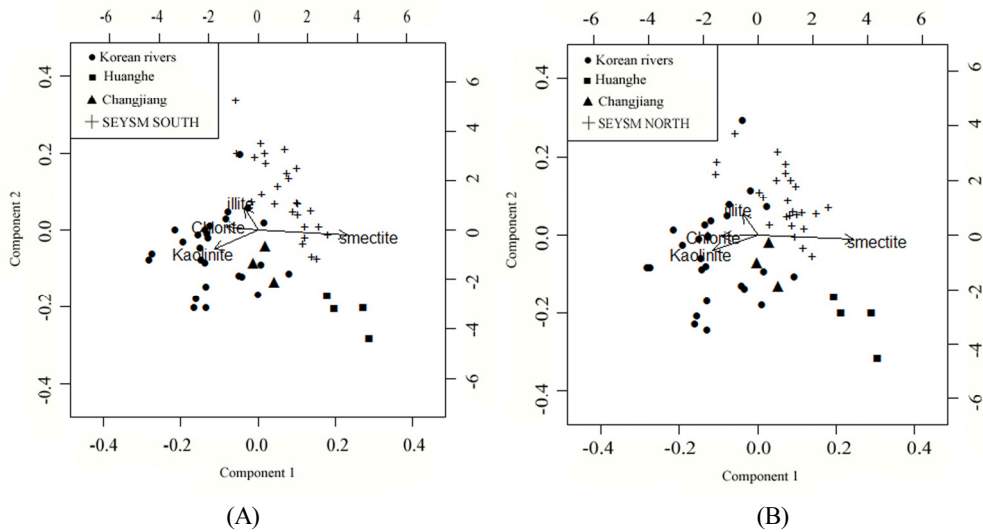 -6 -4 -2 0 2 4 6
-6 -4 -2 0 2 4 6
● Korean rivers
■ Huanghe
▲ Changjiang
+ SEYSM SOUTH
● Korean rivers
■ Huanghe
▲ Changjiang
+ SEYSM NORTH
0.4
0.2
0.0
-0.2
-0.4
Component 2
6
4
2
0
-2
-4
-6
0.4
0.2
0.0
-0.2
-0.4
Component 2
6
4
2
0
-2
-4
-6
illite
Chlorite
Kaolinite
smectite
illite
Chlorite
Kaolinite
smectite
-0.4 -0.2 0.0 0.2 0.4
-0.4 -0.2 0.0 0.2 0.4
Component 1
Component 1
(A)
(B)